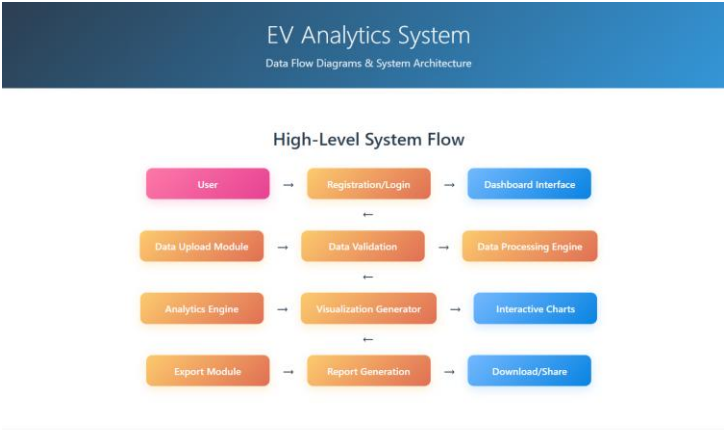 EV Analytics System
Data Flow Diagrams & System Architecture
High-Level System Flow
User → Registration/Login → Dashboard Interface
←
Data Upload Module → Data Validation → Data Processing Engine
←
Analytics Engine → Visualization Generator → Interactive Charts
←
Export Module → Report Generation → Download/Share